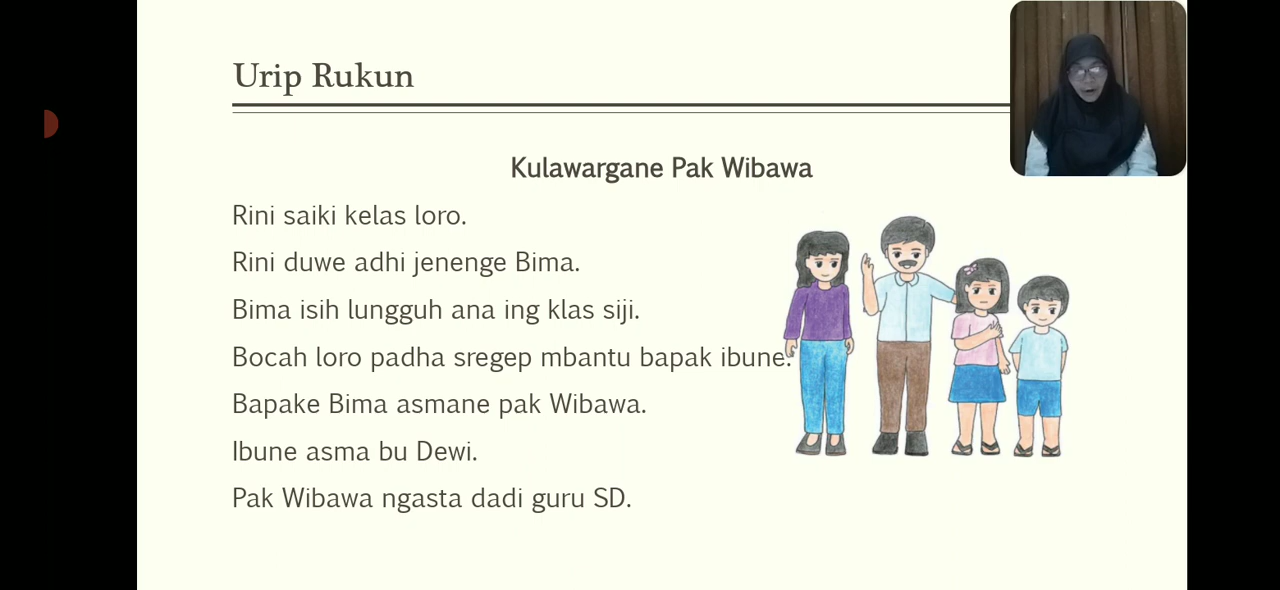 Urip Rukun
Kulawargane Pak Wibawa
Rini saiki kelas loro.
Rini duwe adhi jenenge Bima.
Bima isih lungguh ana ing klas siji.
Bocah loro padha sregep mbantu bapak ibune.
Bapake Bima asmane pak Wibawa.
Ibune asma bu Dewi.
Pak Wibawa ngasta dadi guru SD.